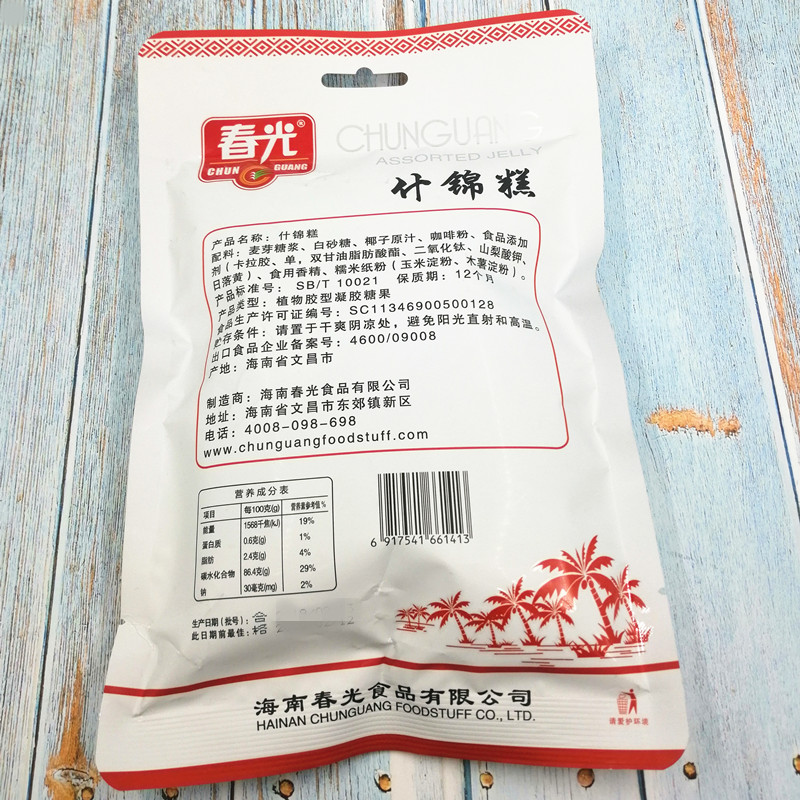 春光®
CHUN GUANG
CHUNGUANG
ASSORTED JELLY
什锦糕
产品名称：什锦糕
配料：麦芽糖浆、白砂糖、椰子原汁、咖啡粉、食品添加
剂（卡拉胶、单，双甘油脂肪酸酯、二氧化钛、山梨酸钾、
日落黄）、食用香精、糯米纸粉（玉米淀粉、木薯淀粉）。
产品标准号：SB/T 10021 保质期：12个月
产品类型：植物胶型凝胶糖果
食品生产许可证编号：SC11346900500128
贮存条件：请置于干爽阴凉处，避免阳光直射和高温。
出口食品企业备案号：4600/09008
产地：海南省文昌市
制造商：海南春光食品有限公司
地址：海南省文昌市东郊镇新区
电话：4008-098-698
www.chunguangfoodstuff.com
营养成分表
项目 每100克(g) 营养素参考值%
能量 1568千焦(kJ) 19%
蛋白质 0.6克(g) 1%
脂肪 2.4克(g) 4%
碳水化合物 86.4克(g) 29%
钠 30毫克(mg) 2%
6 917541 661413
生产日期（批号）：合
此日期前最佳：格
海南春光食品有限公司
HAINAN CHUNGUANG FOODSTUFF CO., LTD.
请爱护环境